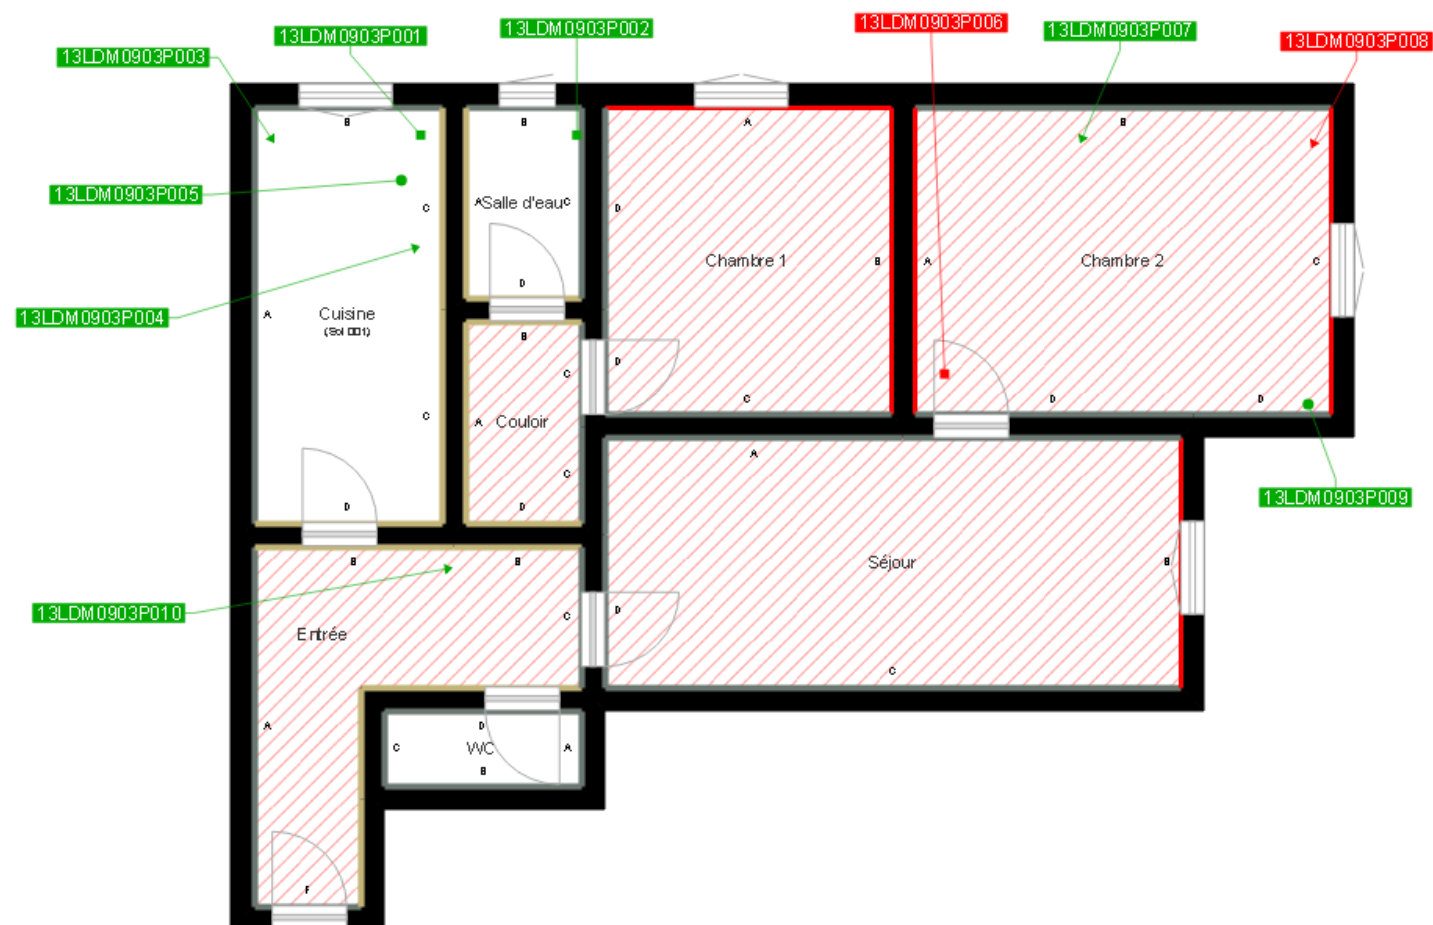 13LDM0903P003
13LDM0903P001
13LDM0903P002
13LDM0903P006
13LDM0903P007
13LDM0903P008
B
B
A
B
13LDM0903P005
C
A
Salle d'eau
C
D
13LDM0903P004
A
Cuisine
(Sol 001)
D
Chambre 1
B
A
Chambre 2
C
B
C
D
A
Couloir
C
C
D
D
C
D
D
13LDM0903P009
D
A
B
B
Séjour
B
13LDM0903P010
C
D
Entrée
C
A
D
C
WC
A
B
F